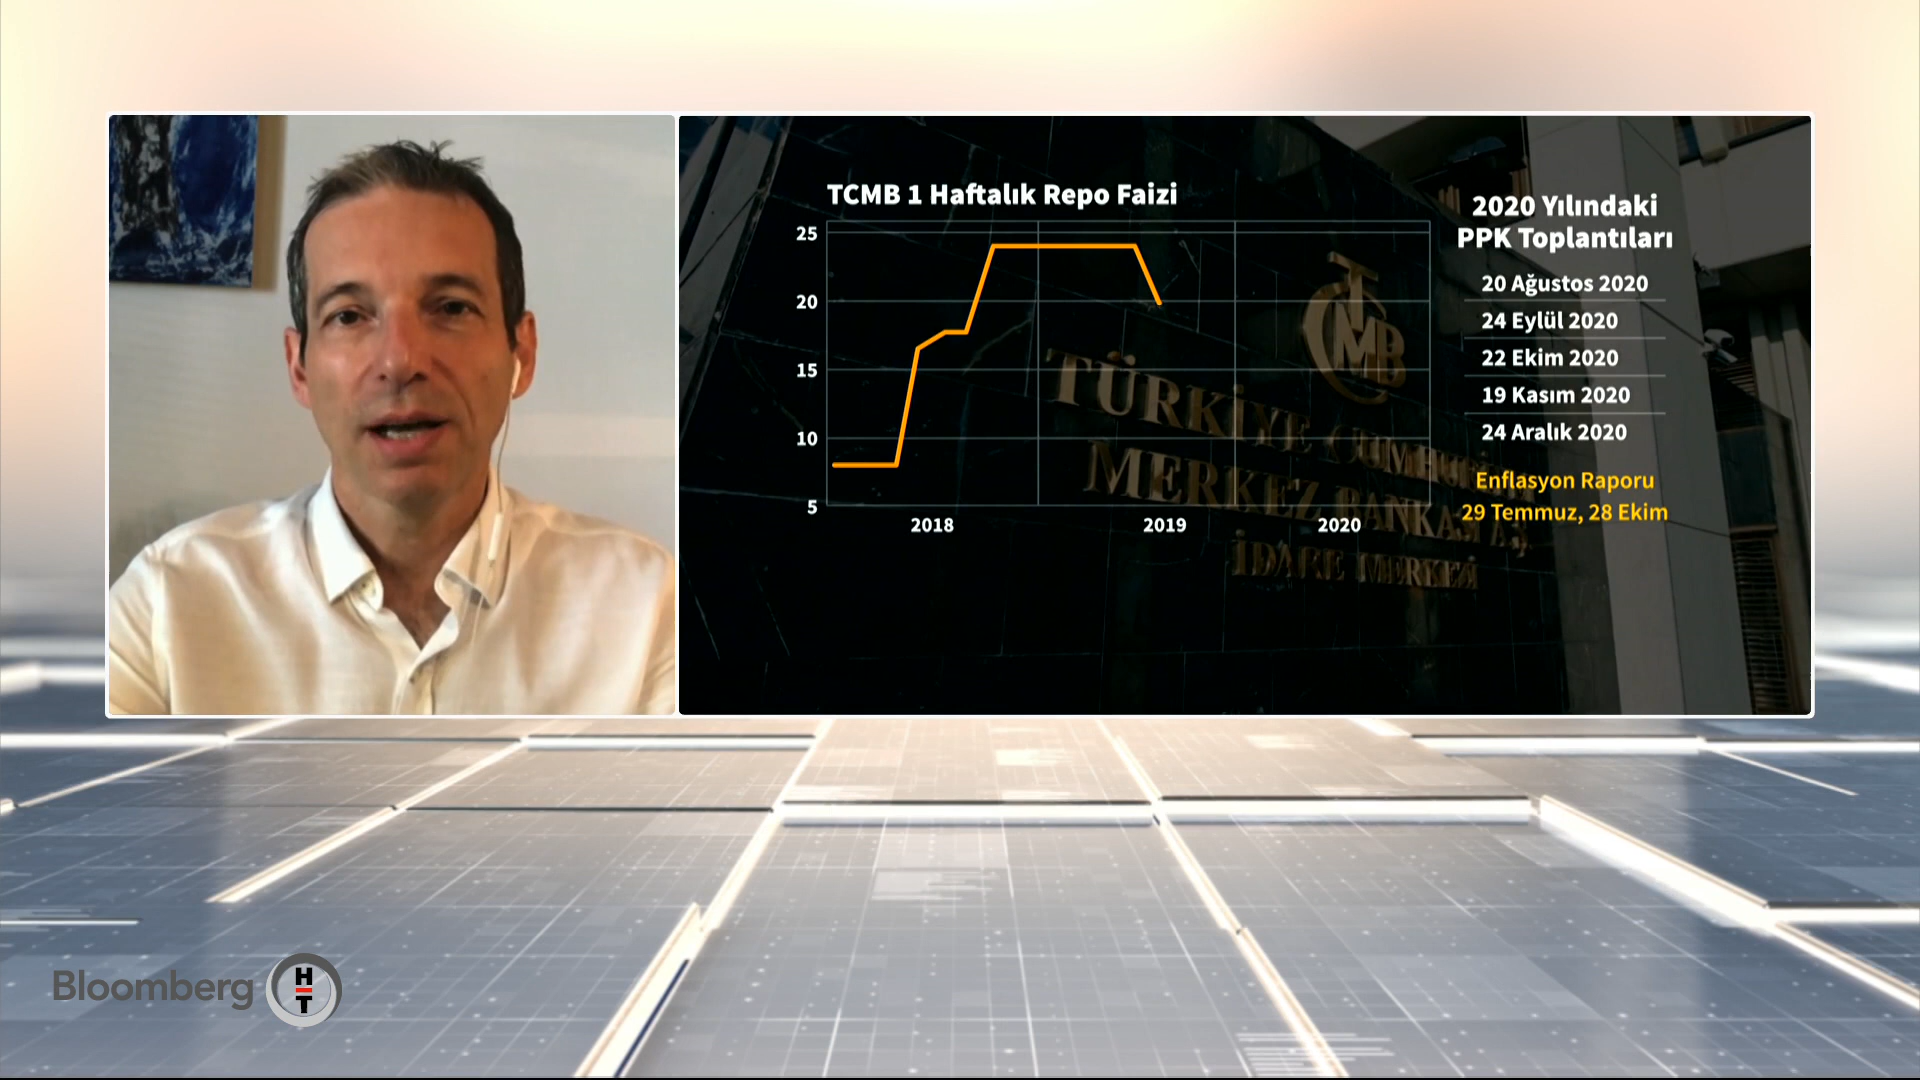 TCMB 1 Haftalık Repo Faizi
25
20
15
10
5
2018
2019
2020
2020 Yılındaki
PPK Toplantıları
20 Ağustos 2020
24 Eylül 2020
22 Ekim 2020
19 Kasım 2020
24 Aralık 2020
Enflasyon Raporu
29 Temmuz, 28 Ekim
TCMB
TÜRKİYE CUMHURİYET
MERKEZ BANKASI A.Ş.
İDARE MERKEZİ
Bloomberg HT